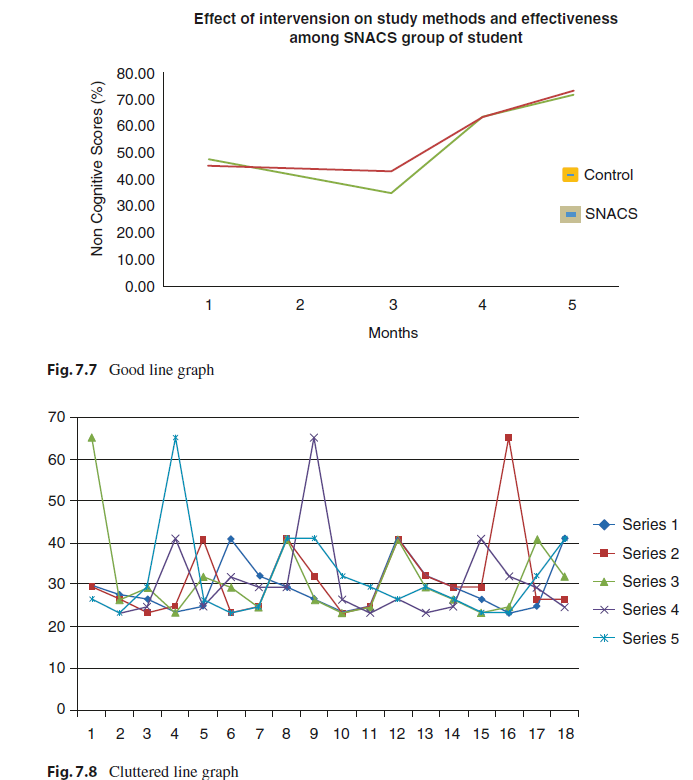 Effect of intervension on study methods and effectiveness
among SNACS group of student
80.00
70.00
60.00
50.00
40.00
30.00
20.00
10.00
0.00
Non Cognitive Scores (%)
1 2 3 4 5
Months
Control
SNACS
Fig. 7.7 Good line graph
70
60
50
40
30
20
10
0
1 2 3 4 5 6 7 8 9 10 11 12 13 14 15 16 17 18
Series 1
Series 2
Series 3
Series 4
Series 5
Fig. 7.8 Cluttered line graph